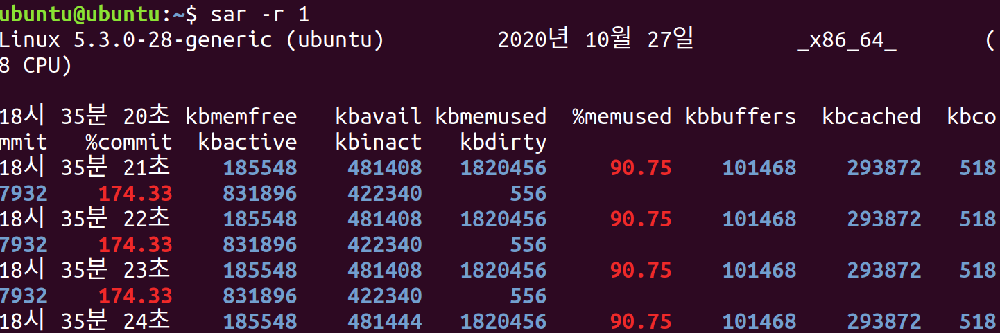 ubuntu@ubuntu:~$ sar -r 1
Linux 5.3.0-28-generic (ubuntu) 2020년 10월 27일 _x86_64_ (
8 CPU)
18시 35분 20초 kbmemfree kbavail kbmemused %memused kbbuffers kbcached kbco
mmit %commit kbactive kbinact kbdirty
18시 35분 21초 185548 481408 1820456 90.75 101468 293872 518
7932 174.33 831896 422340 556
18시 35분 22초 185548 481408 1820456 90.75 101468 293872 518
7932 174.33 831896 422340 556
18시 35분 23초 185548 481408 1820456 90.75 101468 293872 518
7932 174.33 831896 422340 556
18시 35분 24초 185548 481444 1820456 90.75 101468 293872 518